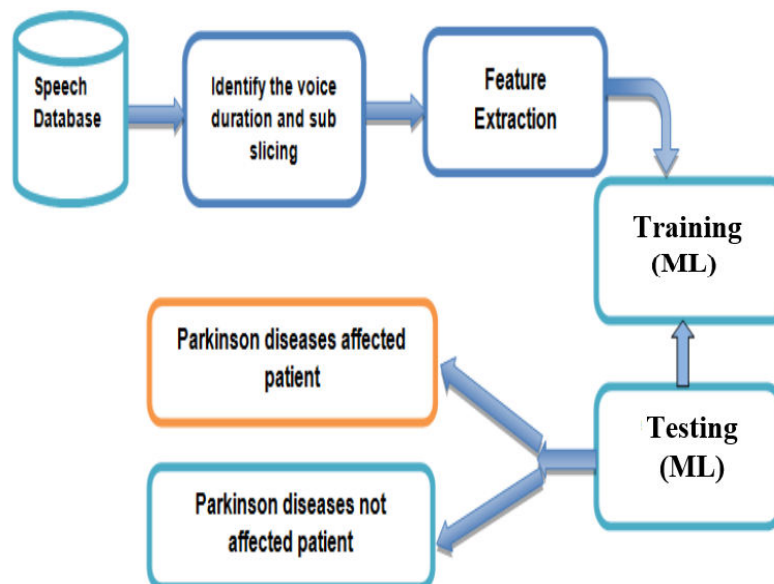 Speech
Database
Identify the voice
duration and sub
slicing
Feature
Extraction
Training
(ML)
Parkinson diseases affected
patient
Testing
(ML)
Parkinson diseases not
affected patient